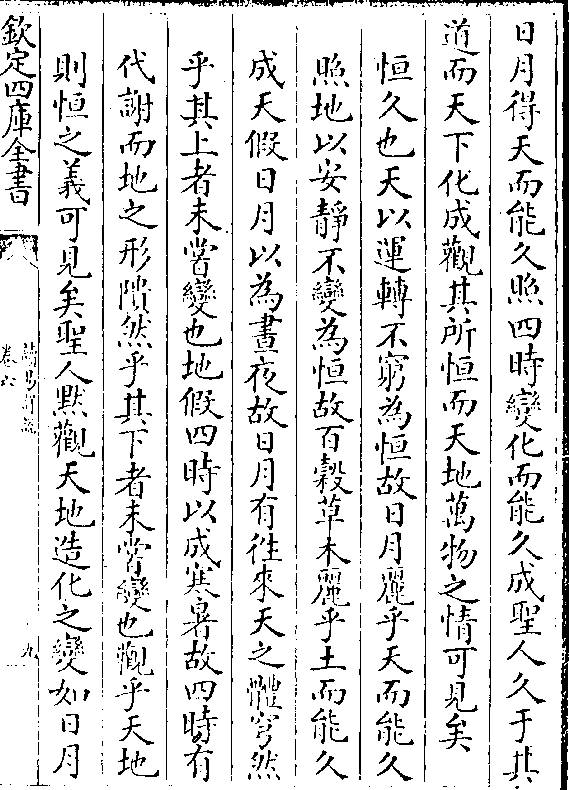 日月得天而能久照四時變化而能久成聖人久于其
道而天下化成觀其所恒而天地萬物之情可見矣
恒久也天以運轉不窮為恒故日月麗乎天而能久
照地以安靜不變為恒故百榖草木麗乎土而能久
成天假日月以為晝夜故日月有徃來天之體穹然
乎其上者未嘗變也地假四時以成寒暑故四時有
代謝而地之形隤然乎其下者未嘗變也觀乎天地
則恒之義可見矣聖人默觀天地造化之變如日月
欽定四庫全書
讀易詳説
卷六
九